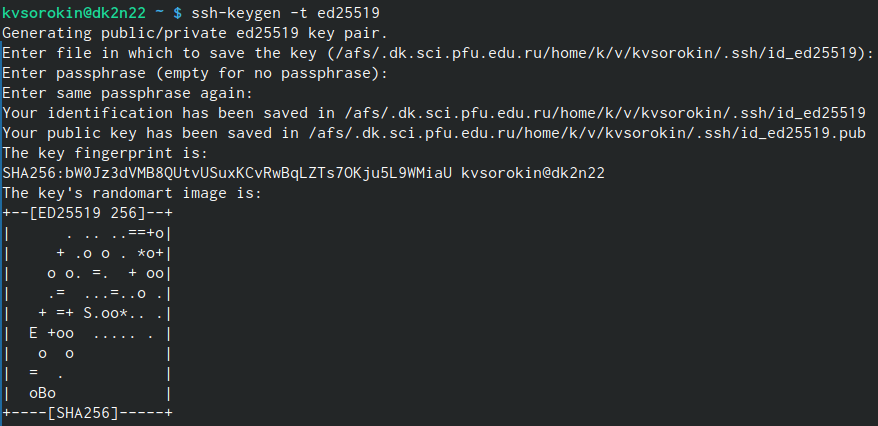 kvsorokin@dk2n22 ~ $ ssh-keygen -t ed25519
Generating public/private ed25519 key pair.
Enter file in which to save the key (/afs/.dk.sci.pfu.edu.ru/home/k/v/kvsorokin/.ssh/id_ed25519):
Enter passphrase (empty for no passphrase):
Enter same passphrase again:
Your identification has been saved in /afs/.dk.sci.pfu.edu.ru/home/k/v/kvsorokin/.ssh/id_ed25519
Your public key has been saved in /afs/.dk.sci.pfu.edu.ru/home/k/v/kvsorokin/.ssh/id_ed25519.pub
The key fingerprint is:
SHA256:bW0Jz3dVMB8QUtvUSuxKCvRwBqLZTs7OKju5L9WMiaU kvsorokin@dk2n22
The key's randomart image is:
+--[ED25519 256]--+
|      . .. ..==+o|
|     + .o o . *o+|
|    o o. =.  + oo|
|    .=  ...=..o .|
|   + =+ S.oo*.. .|
|  E +oo  ..... . |
|   o  o          |
|  =  .           |
|  oBo            |
+----[SHA256]-----+